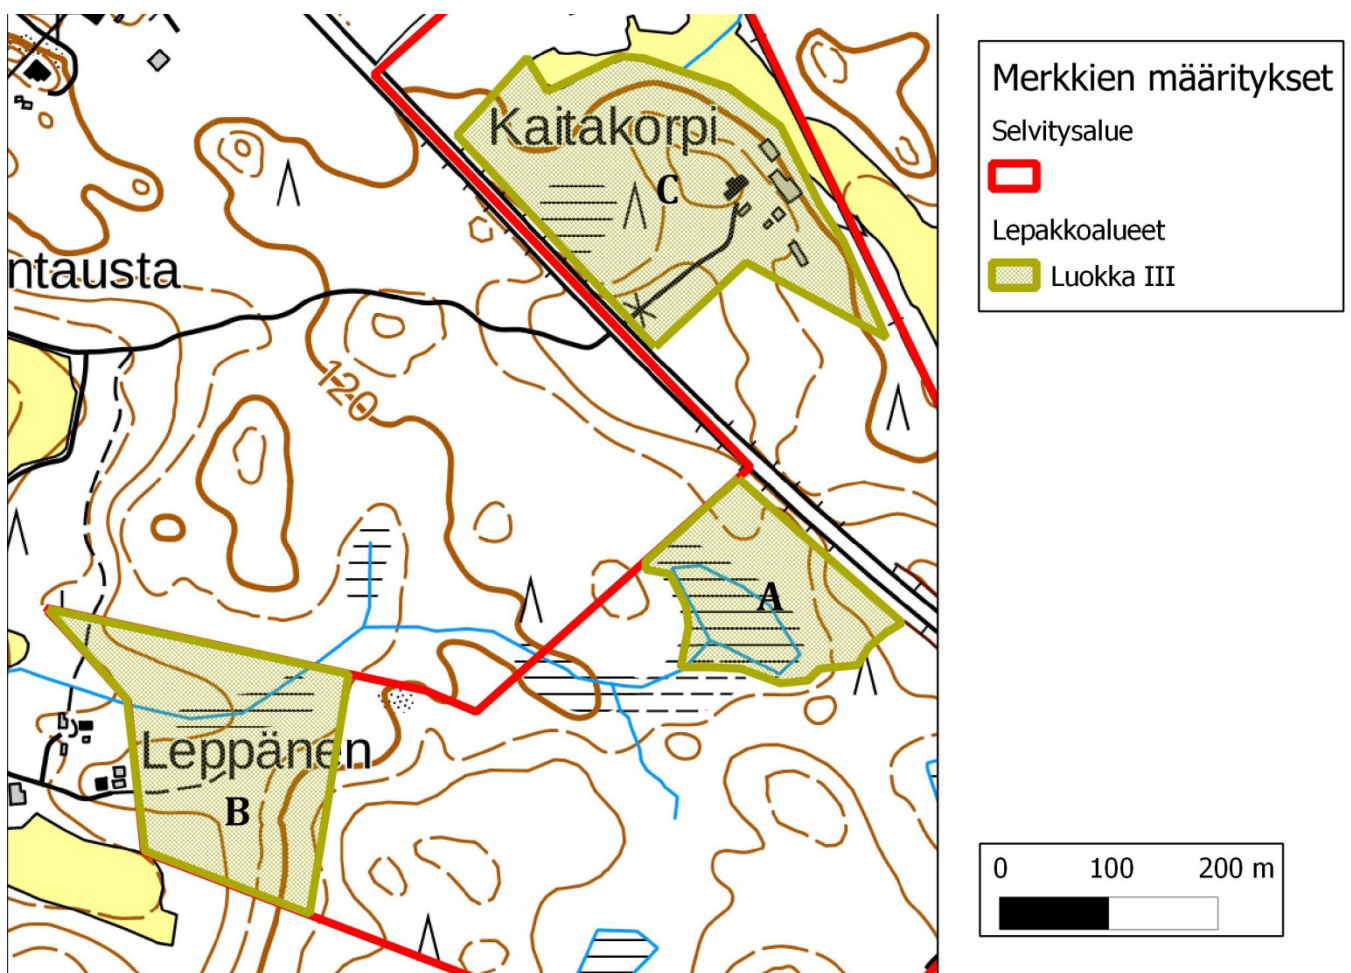 Kaitakorpi
C
ntausta
120
A
Leppänen
B
Merkkien määritykset
Selvitysalue
Lepakkoalueet
Luokka III
0 100 200 m